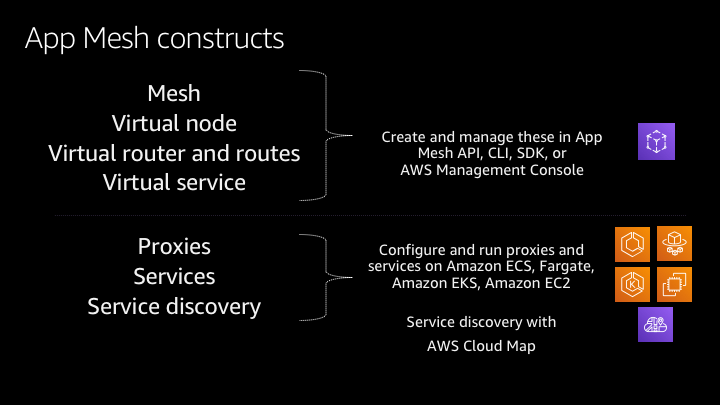 App Mesh constructs
Mesh
Virtual node
Virtual router and routes
Virtual service
Create and manage these in App
Mesh API, CLI, SDK, or
AWS Management Console
Proxies
Services
Service discovery
Configure and run proxies and
services on Amazon ECS, Fargate,
Amazon EKS, Amazon EC2
K
Service discovery with
AWS Cloud Map